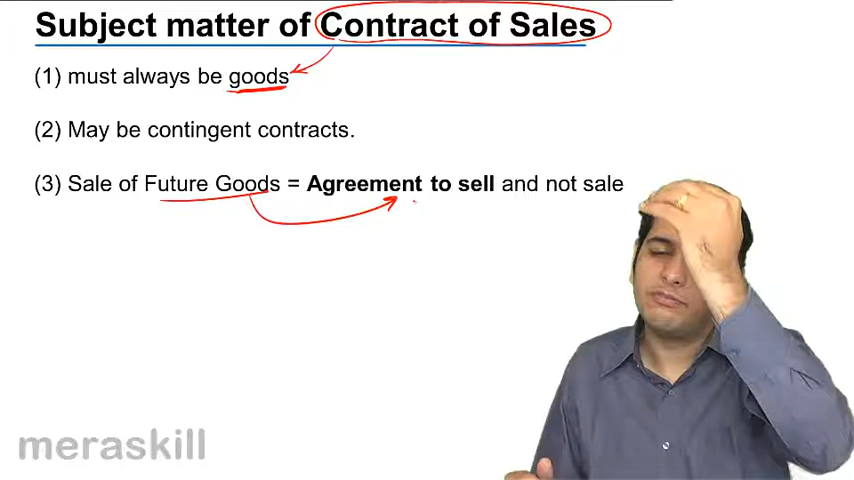 Subject matter of Contract of Sales
(1) must always be goods
(2) May be contingent contracts.
(3) Sale of Future Goods = Agreement to sell and not sale
meraskill